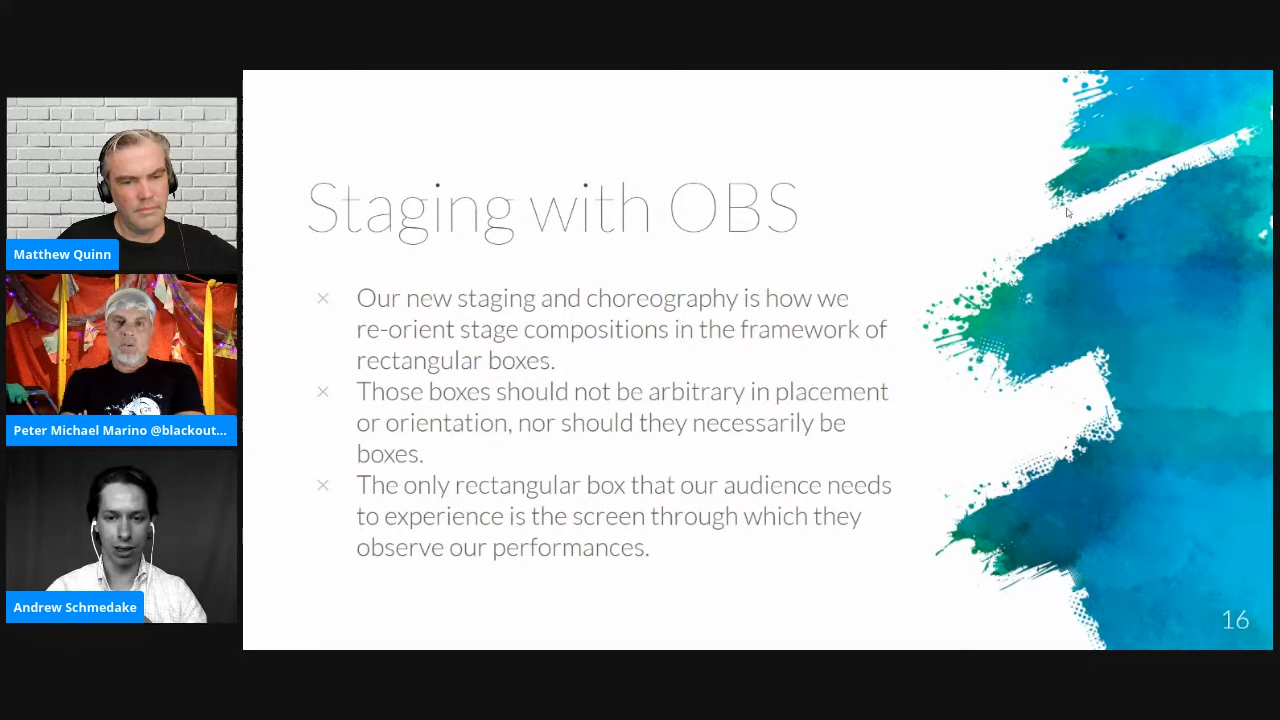 Matthew Quinn
Peter Michael Marino @blackout...
Andrew Schmedake
Staging with OBS
× Our new staging and choreography is how we
re-orient stage compositions in the framework of
rectangular boxes.
× Those boxes should not be arbitrary in placement
or orientation, nor should they necessarily be
boxes.
× The only rectangular box that our audience needs
to experience is the screen through which they
observe our performances.
16